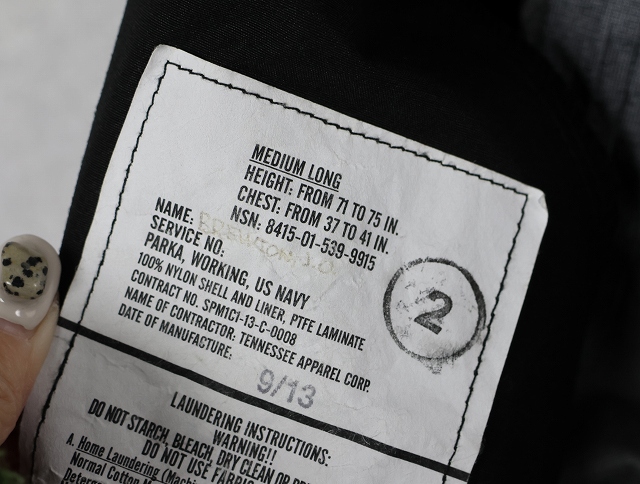 MEDIUM LONG
HEIGHT: FROM 71 TO 75 IN.
CHEST: FROM 37 TO 41 IN.
NSN: 8415-01-539-9915
NAME:
SERVICE NO:
PARKA, WORKING, US NAVY
100% NYLON SHELL AND LINER, PTFE LAMINATE
CONTRACT NO. SPM1C1-13-C-0008
NAME OF CONTRACTOR: TENNESSEE APPAREL CORP.
DATE OF MANUFACTURE:
9/13
2
LAUNDERING INSTRUCTIONS:
WARNING!!
DO NOT STARCH, BLEACH, DRY CLEAN OR
DO NOT USE FABRIC
A. Home Laundering
Normal Cotton